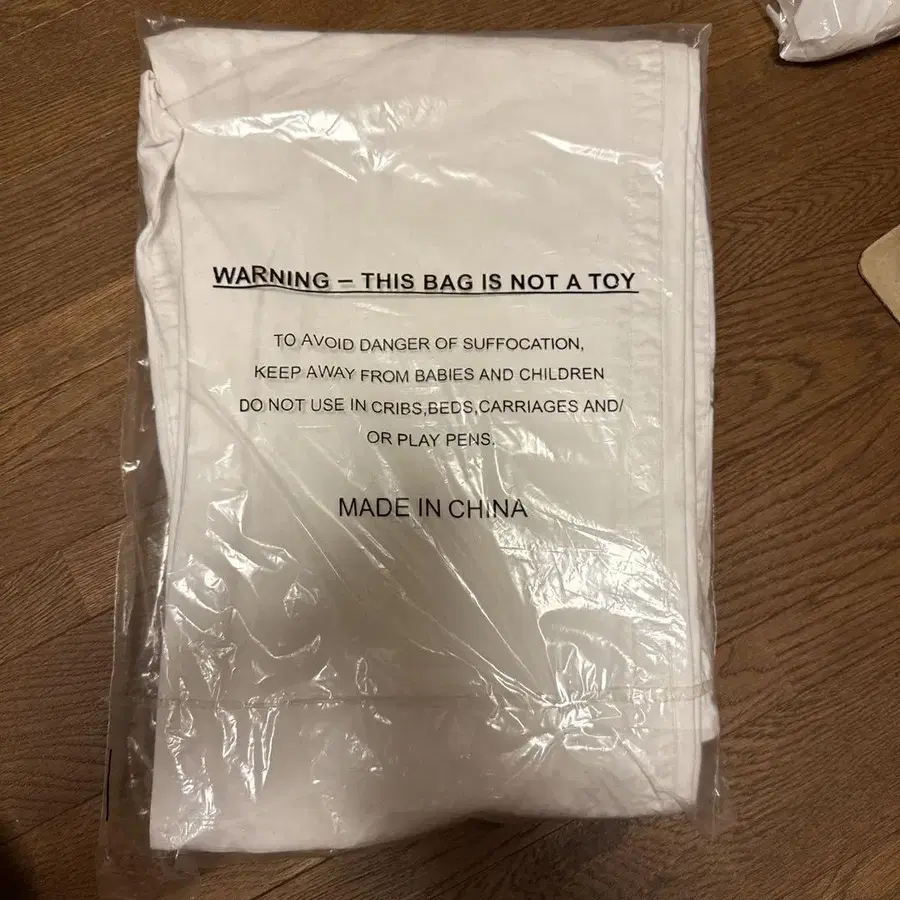 WARNING – THIS BAG IS NOT A TOY
TO AVOID DANGER OF SUFFOCATION,
KEEP AWAY FROM BABIES AND CHILDREN
DO NOT USE IN CRIBS,BEDS,CARRIAGES AND/
OR PLAY PENS.
MADE IN CHINA